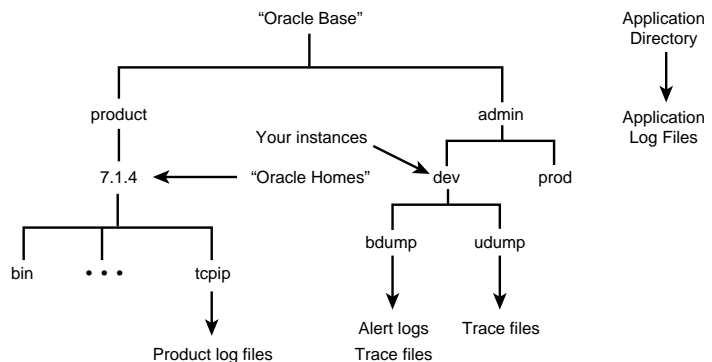 “Oracle Base”
Application
Directory
product
admin
Application
Log Files
Your instances
7.1.4
“Oracle Homes”
dev
prod
bdump
udump
bin
• • •
tcpip
Alert logs
Trace files
Trace files
Product log files